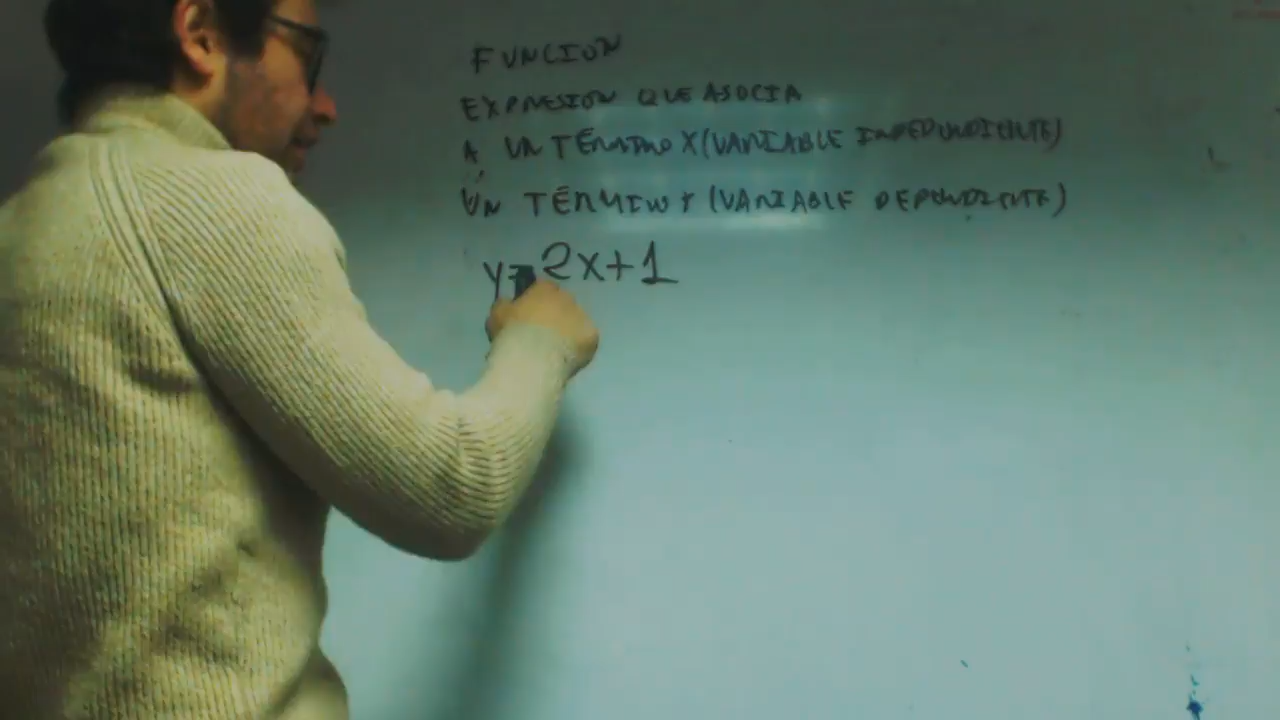 FUNCION
EXPRESION QUE ASOCIA
A UN TÉRMINO X (VARIABLE INDEPENDIENTE)
UN TÉRMINO Y (VARIABLE DEPENDIENTE)
y=2x+1